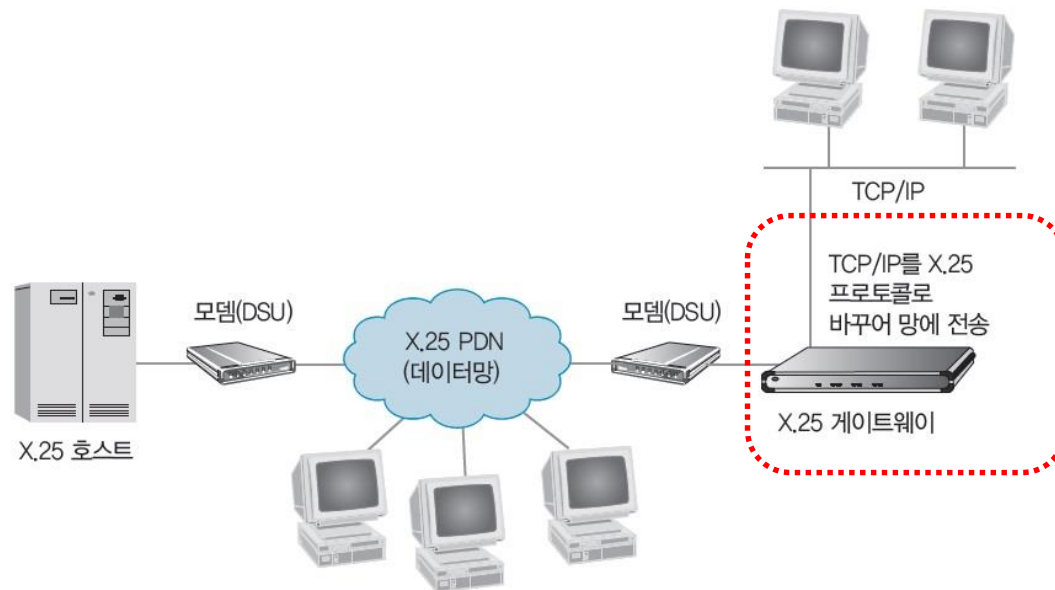 TCP/IP
TCP/IP를 X.25
프로토콜로
바꾸어 망에 전송
모뎀(DSU)
모뎀(DSU)
X.25 PDN
(데이터망)
X.25 게이트웨이
X.25 호스트